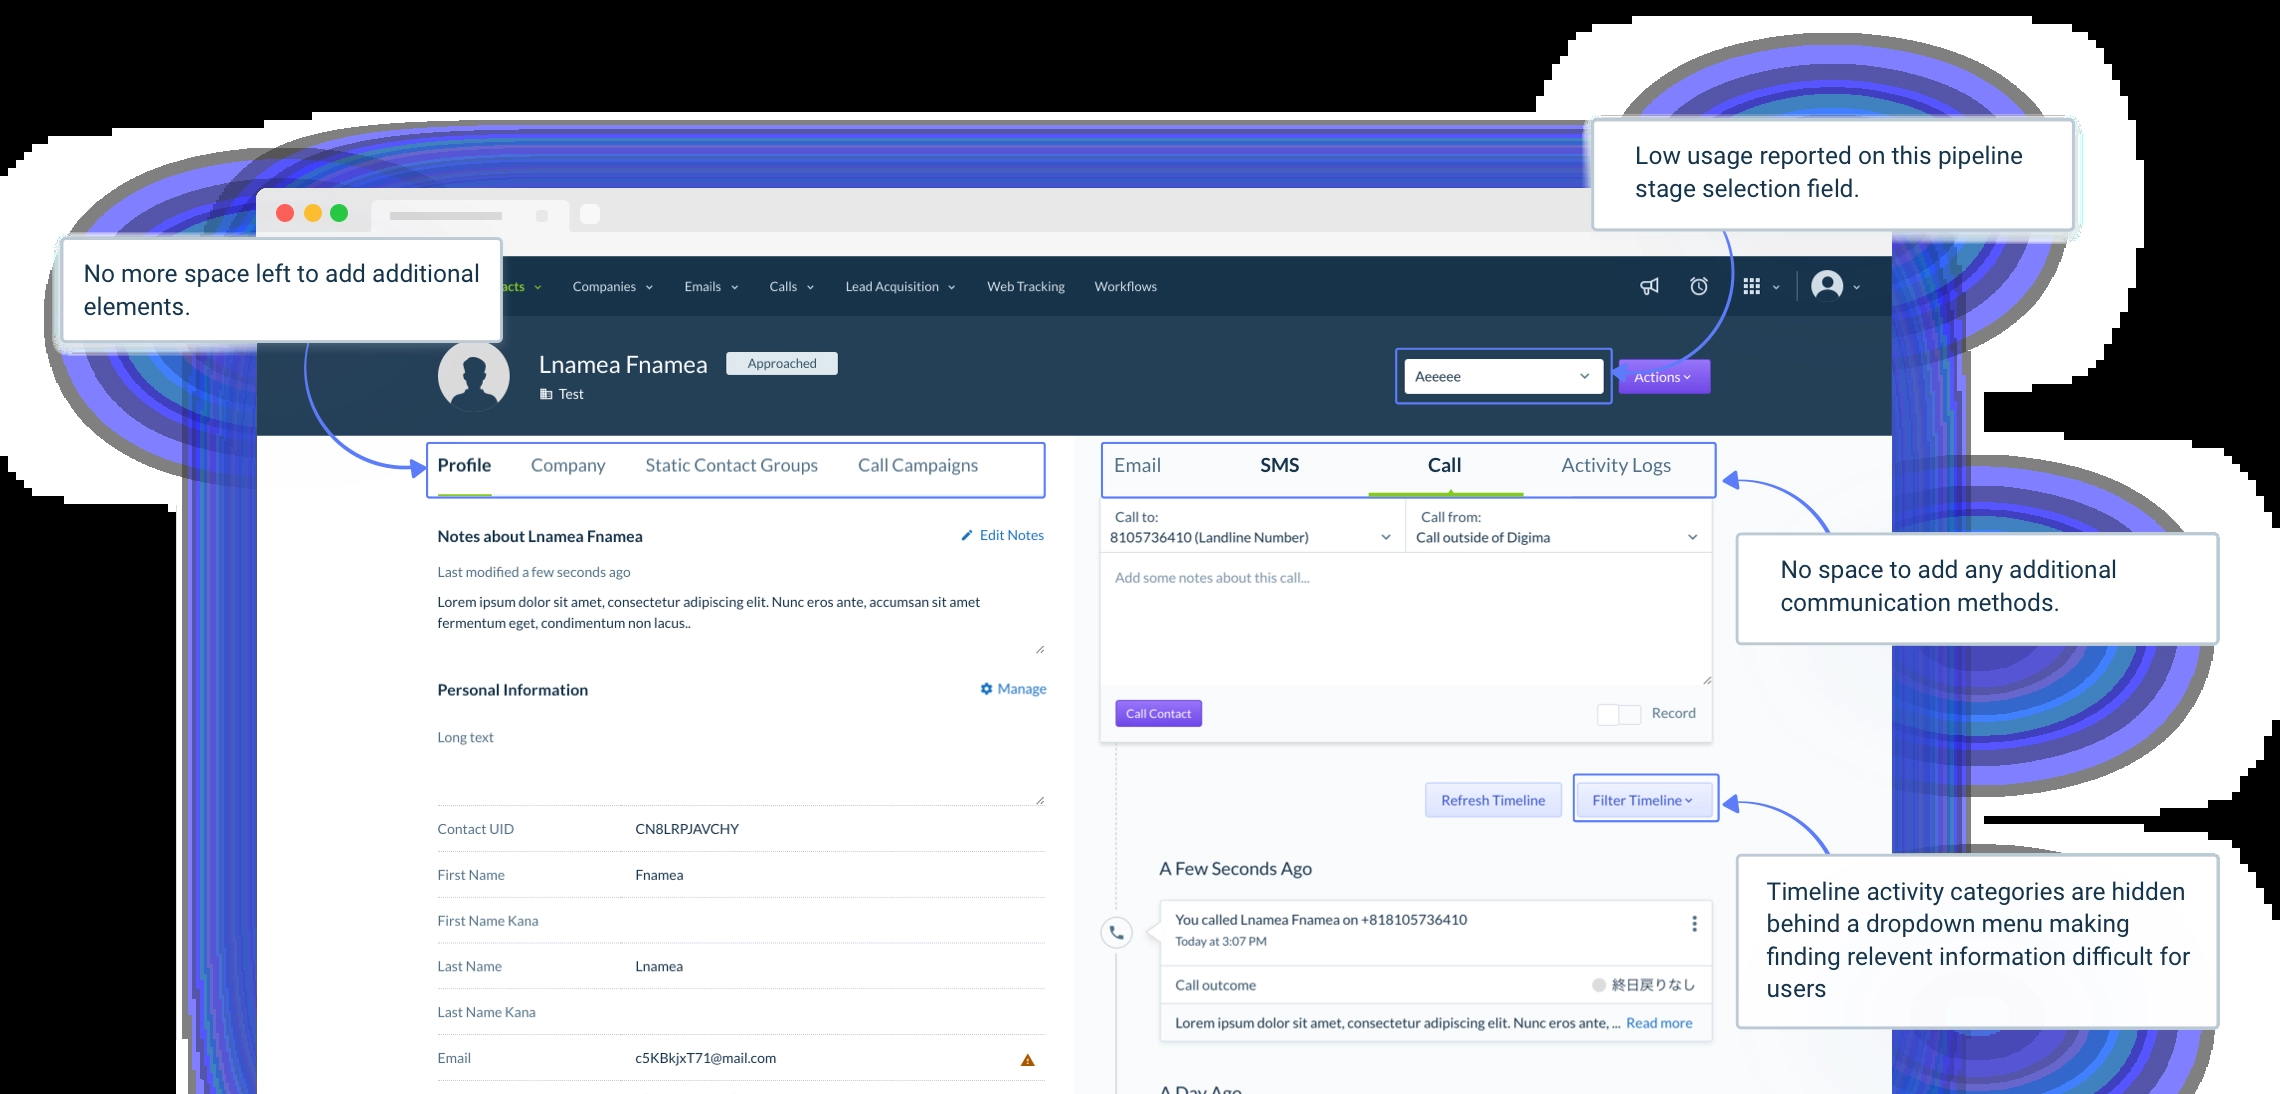 Low usage reported on this pipeline
stage selection field.
No more space left to add additional
elements.
acts
Companies
Emails
Calls
Lead Acquisition
Web Tracking
Workflows
Lnamea Fnamea
Approached
Test
Aeeeee
Actions
Profile
Company
Static Contact Groups
Call Campaigns
Notes about Lnamea Fnamea
Edit Notes
Last modified a few seconds ago
Lorem ipsum dolor sit amet, consectetur adipiscing elit. Nunc eros ante, accumsan sit amet
fermentum eget, condimentum non lacus..
Personal Information
Manage
Long text
Contact UID
CN8LRPJAVCHY
First Name
Fnamea
First Name Kana
Last Name
Lnamea
Last Name Kana
Email
c5KBkjxT71@mail.com
Email
SMS
Call
Activity Logs
Call to:
8105736410 (Landline Number)
Call from:
Call outside of Digima
Add some notes about this call...
Call Contact
Record
No space to add any additional
communication methods.
Refresh Timeline
Filter Timeline
A Few Seconds Ago
You called Lnamea Fnamea on +818105736410
Today at 3:07 PM
Call outcome
終日戻りなし
Lorem ipsum dolor sit amet, consectetur adipiscing elit. Nunc eros ante, ... Read more
A Day Ago
Timeline activity categories are hidden
behind a dropdown menu making
finding relevent information difficult for
users